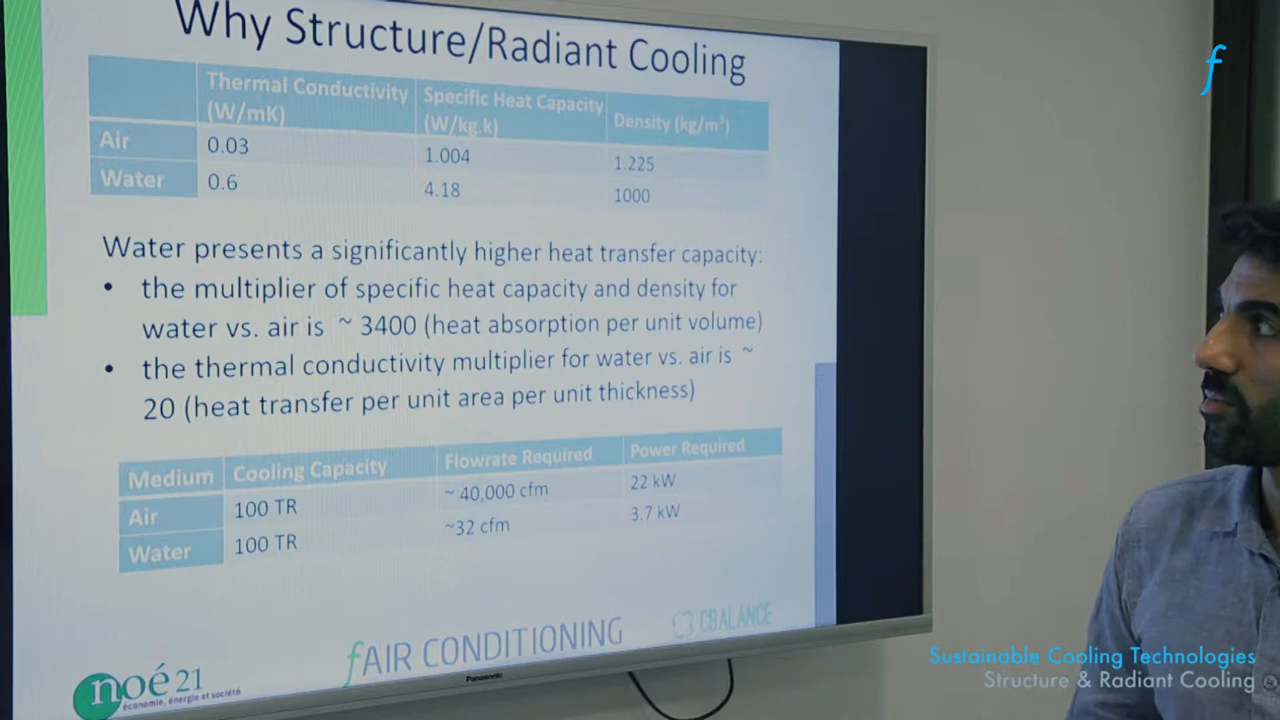 Why Structure/Radiant Cooling
Thermal Conductivity (W/mK) Specific Heat Capacity (W/kg.k) Density (kg/m³)
Air 0.03 1.004 1.225
Water 0.6 4.18 1000
Water presents a significantly higher heat transfer capacity:
• the multiplier of specific heat capacity and density for
water vs. air is ~ 3400 (heat absorption per unit volume)
• the thermal conductivity multiplier for water vs. air is ~
20 (heat transfer per unit area per unit thickness)
Medium Cooling Capacity Flowrate Required Power Required
Air 100 TR ~ 40,000 cfm 22 kW
Water 100 TR ~32 cfm 3.7 kW
fAIR CONDITIONING
CBALANCE
noé21
économie, énergie et société
Panasonic
f
Sustainable Cooling Technologies
Structure & Radiant Cooling